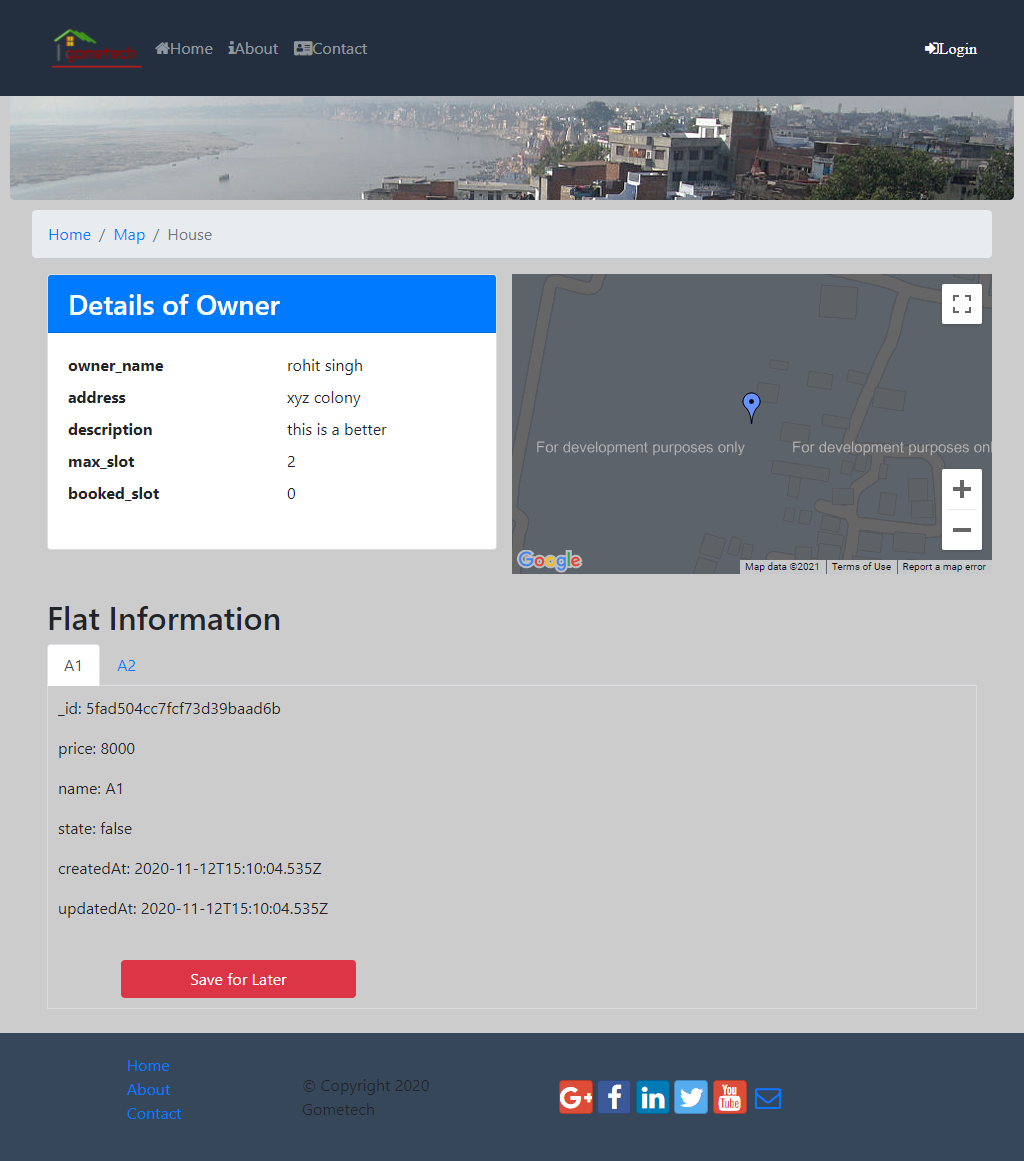 gometech Home About Contact Login
Home / Map / House
Details of Owner
owner_name rohit singh
address xyz colony
description this is a better
max_slot 2
booked_slot 0
For development purposes only For development purposes onl
Google Map data ©2021 Terms of Use Report a map error
Flat Information
A1 A2
_id: 5fad504cc7fcf73d39baad6b
price: 8000
name: A1
state: false
createdAt: 2020-11-12T15:10:04.535Z
updatedAt: 2020-11-12T15:10:04.535Z
Save for Later
Home
About
Contact
© Copyright 2020
Gometech
G+ f in You Tube